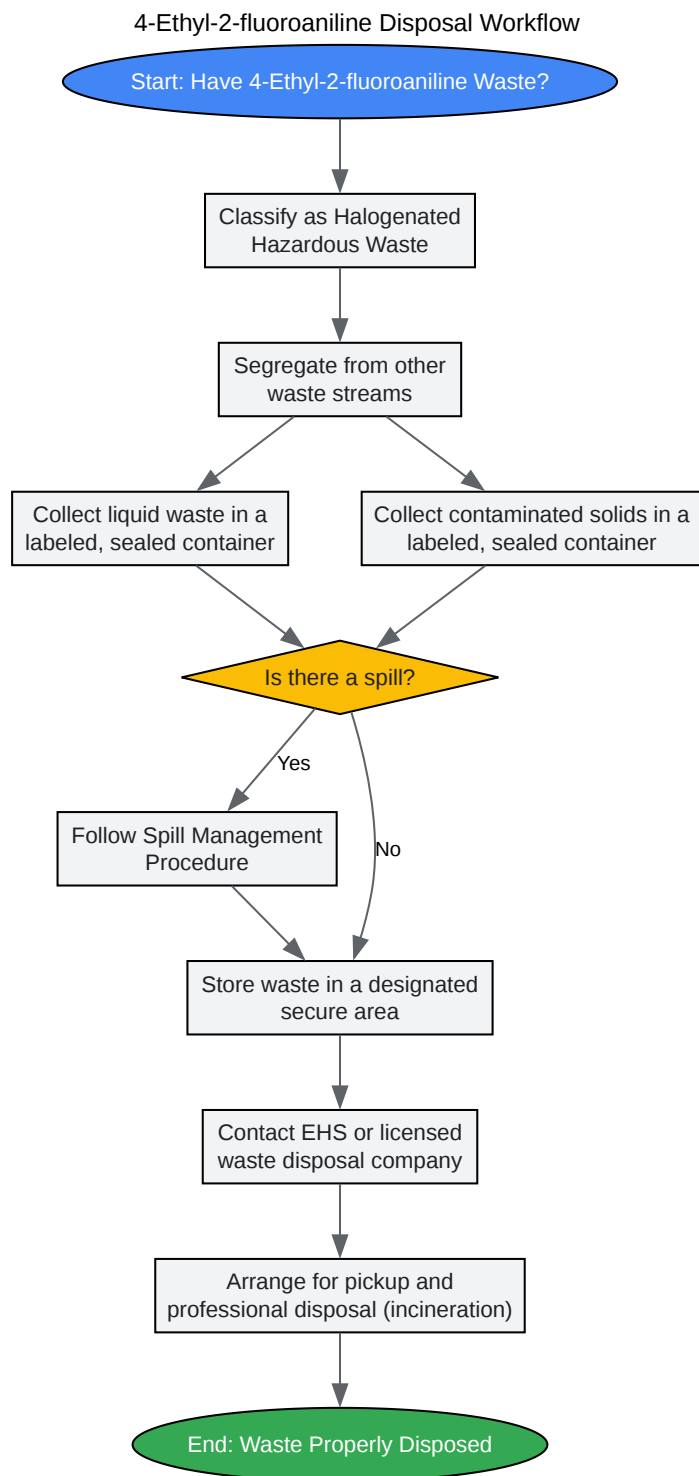 4-Ethyl-2-fluoroaniline Disposal Workflow
Start: Have 4-Ethyl-2-fluoroaniline Waste?
Classify as Halogenated
Hazardous Waste
Segregate from other
waste streams
Collect liquid waste in a
labeled, sealed container
Collect contaminated solids in a
labeled, sealed container
Is there a spill?
Yes
Follow Spill Management
Procedure
No
Store waste in a designated
secure area
Contact EHS or licensed
waste disposal company
Arrange for pickup and
professional disposal (incineration)
End: Waste Properly Disposed